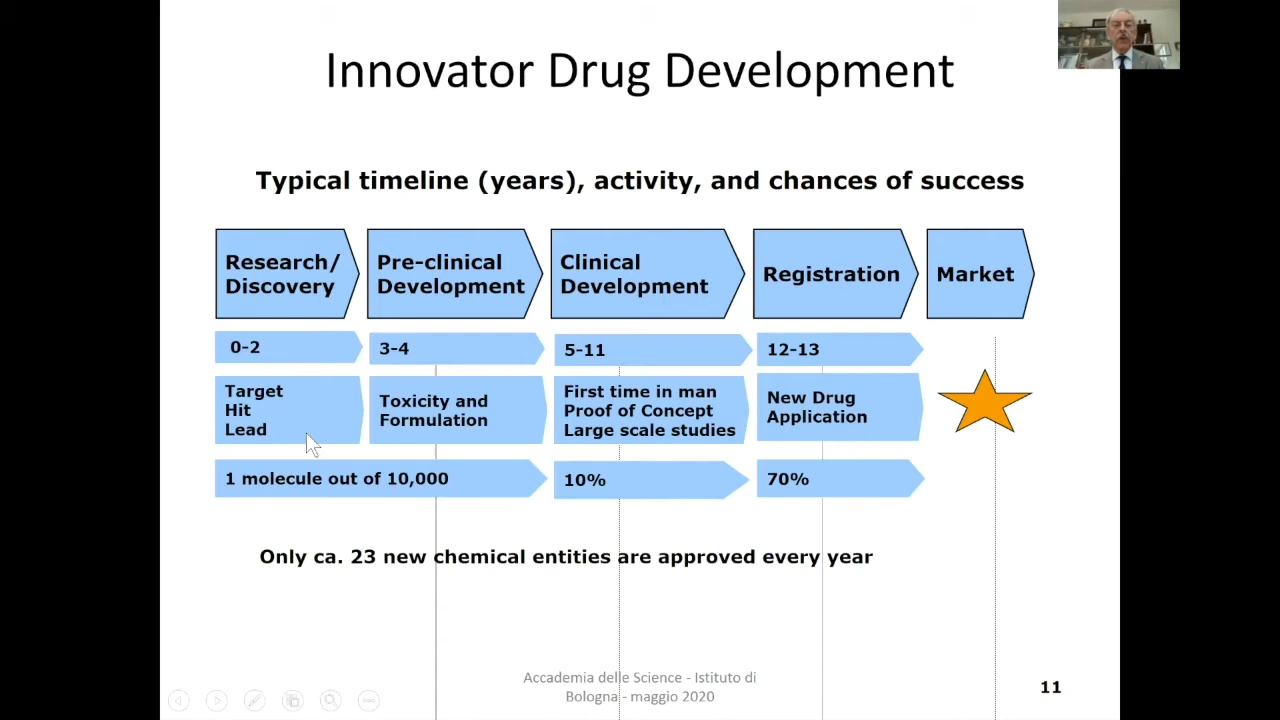 Innovator Drug Development
Typical timeline (years), activity, and chances of success
Research/
Discovery
Pre-clinical
Development
Clinical
Development
Registration
Market
0-2
3-4
5-11
12-13
Target
Hit
Lead
Toxicity and
Formulation
First time in man
Proof of Concept
Large scale studies
New Drug
Application
1 molecule out of 10,000
10%
70%
Only ca. 23 new chemical entities are approved every year
Accademia delle Science - Istituto di
Bologna - maggio 2020
11